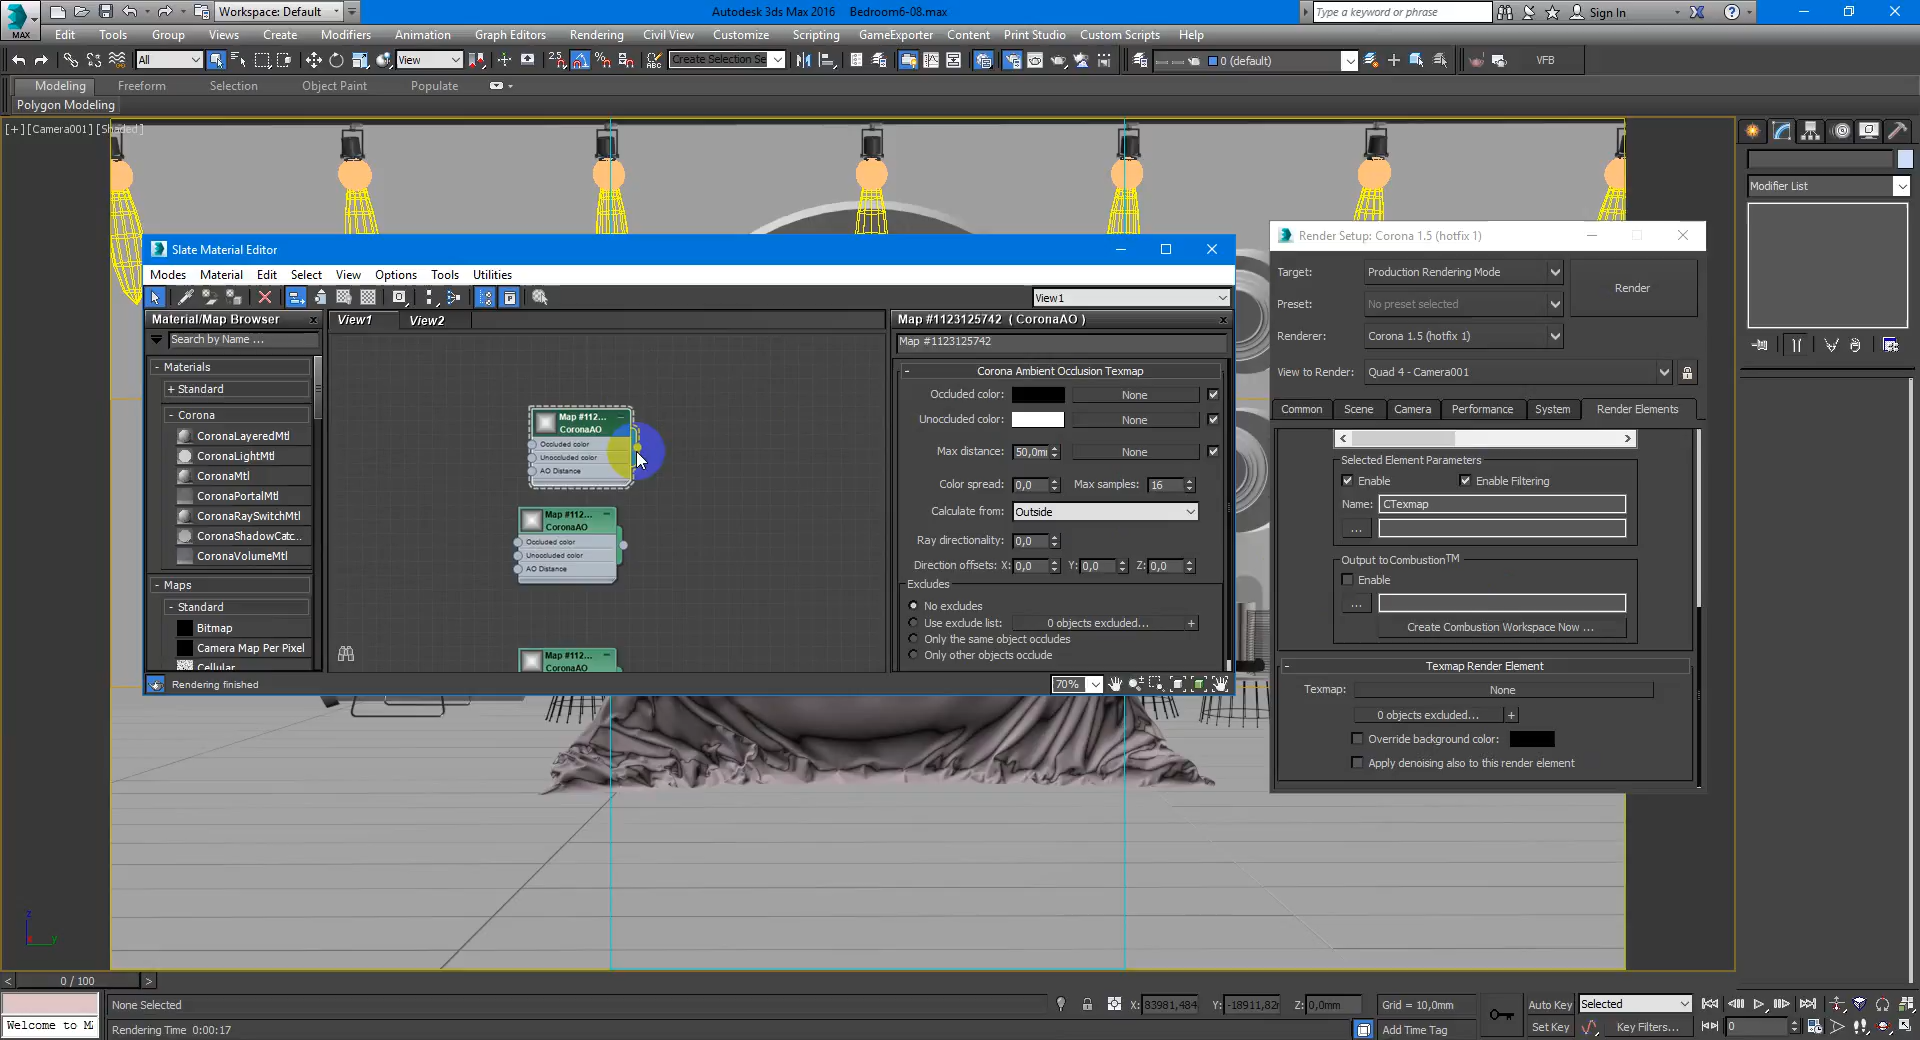 Workspace: Default
Autodesk 3ds Max 2016 Bedroom6-08.max
Type a keyword or phrase
Sign In
MAX
Edit Tools Group Views Create Modifiers Animation Graph Editors Rendering Civil View Customize Scripting GameExporter Content Print Studio Custom Scripts Help
All
View
Create Selection Se
0 (default)
VFB
Modeling Freeform Selection Object Paint Populate
Polygon Modeling
[+] [Camera001] [Shaded]
Modifier List
Slate Material Editor
Modes Material Edit Select View Options Tools Utilities
View1
Material/Map Browser
Search by Name ...
- Materials
+ Standard
- Corona
CoronaLayeredMtl
CoronaLightMtl
CoronaMtl
CoronaPortalMtl
CoronaRaySwitchMtl
CoronaShadowCatc...
CoronaVolumeMtl
- Maps
- Standard
Bitmap
Camera Map Per Pixel
Cellular
View1 View2
Map #112...
CoronaAO
Occluded color
Unoccluded color
AO Distance
Map #112...
CoronaAO
Occluded color
Unoccluded color
AO Distance
Map #112...
CoronaAO
Map #1123125742 ( CoronaAO )
Map #1123125742
- Corona Ambient Occlusion Texmap
Occluded color: None
Unoccluded color: None
Max distance: 50,0m None
Color spread: 0,0 Max samples: 16
Calculate from: Outside
Ray directionality: 0,0
Direction offsets: X: 0,0 Y: 0,0 Z: 0,0
Excludes
No excludes
Use exclude list: 0 objects excluded... +
Only the same object occludes
Only other objects occlude
Rendering finished
70%
Render Setup: Corona 1.5 (hotfix 1)
Target: Production Rendering Mode
Render
Preset: No preset selected
Renderer: Corona 1.5 (hotfix 1)
View to Render: Quad 4 - Camera001
Common Scene Camera Performance System Render Elements
Selected Element Parameters
Enable Enable Filtering
Name: CTexmap
...
Output to Combustion™
Enable
...
Create Combustion Workspace Now ...
- Texmap Render Element
Texmap: None
0 objects excluded... +
Override background color:
Apply denoising also to this render element
z
x
y
< 0 / 100 >
None Selected
X: 83981,484 Y: -18911,82 Z: 0,0mm
Grid = 10,0mm
Auto Key Selected
Welcome to M
Rendering Time 0:00:17
Add Time Tag
Set Key Key Filters...
0